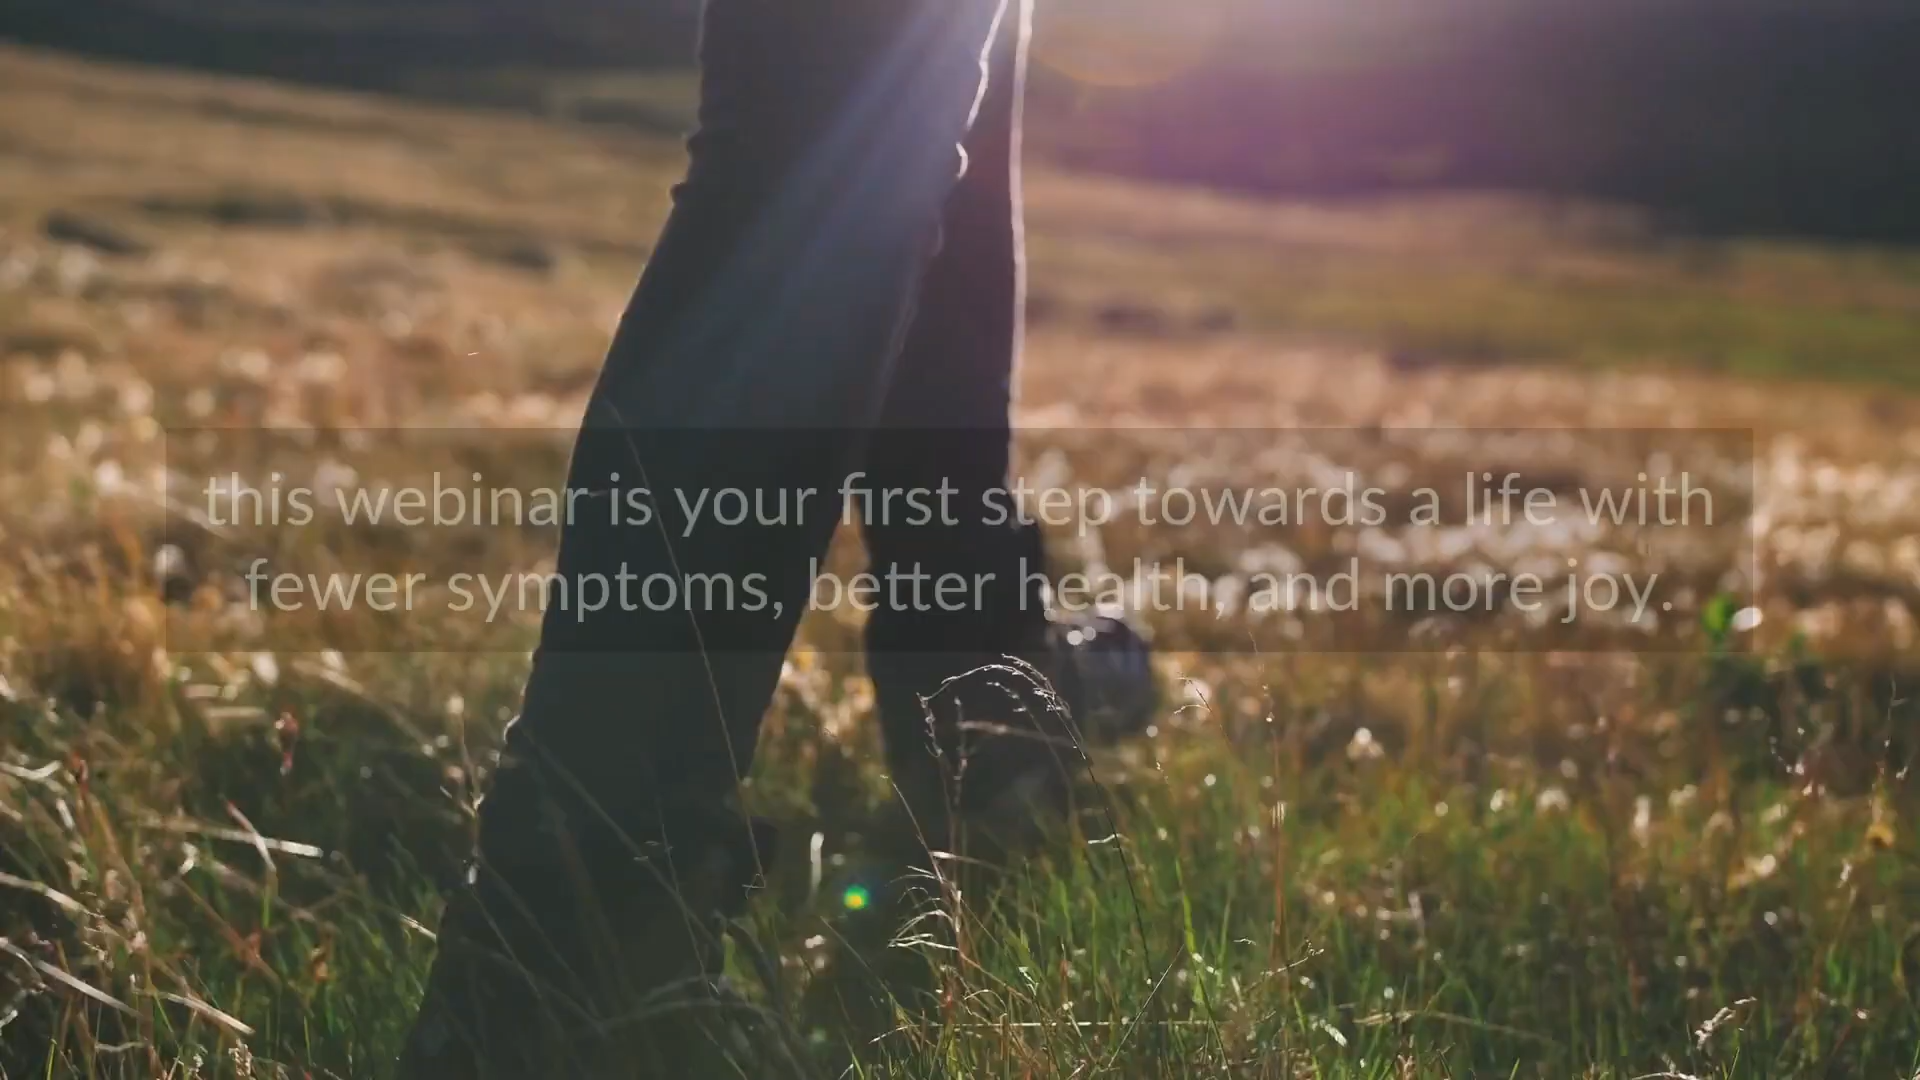 this webinar is your first step towards a life with
fewer symptoms, better health, and more joy.